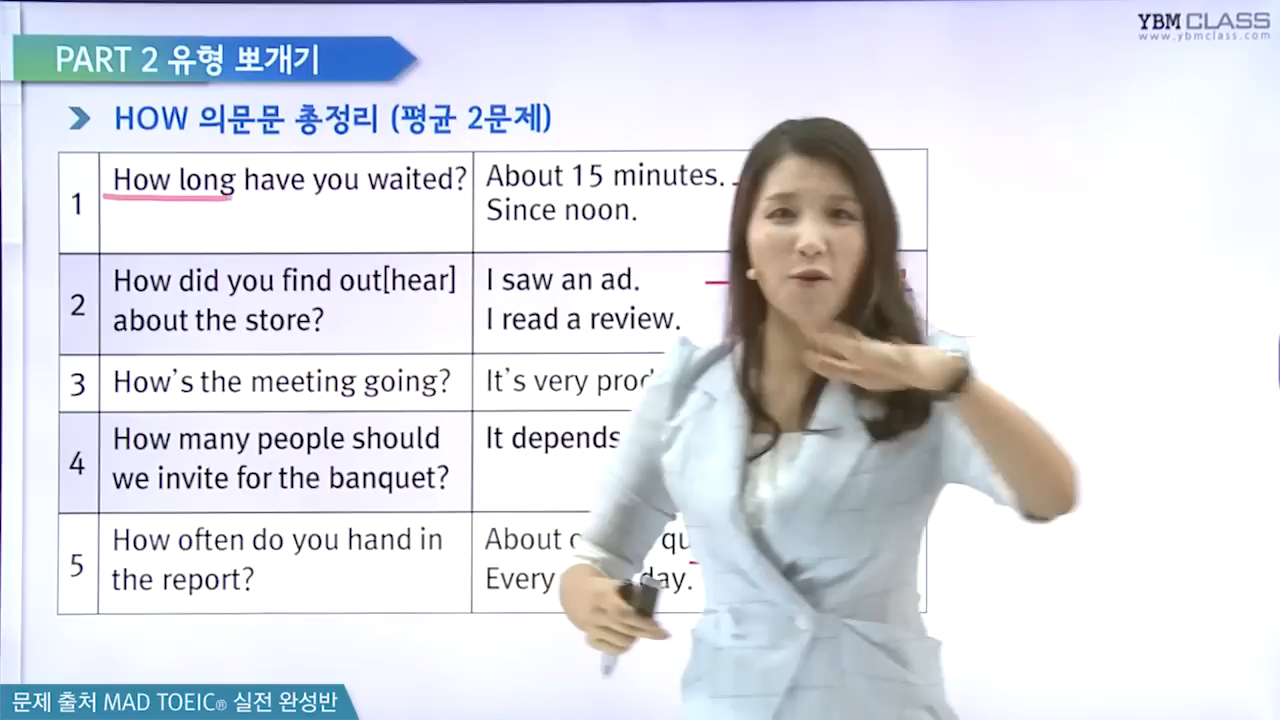 YBM CLASS
www.ybmclass.com
PART 2 유형 뽀개기
HOW 의문문 총정리 (평균 2문제)
1
How long have you waited?
About 15 minutes.
Since noon.
2
How did you find out[hear]
about the store?
I saw an ad.
I read a review.
3
How's the meeting going?
It's very
4
How many people should
we invite for the banquet?
It depends
5
How often do you hand in
the report?
About
Every
문제 출처 MAD TOEIC® 실전 완성반